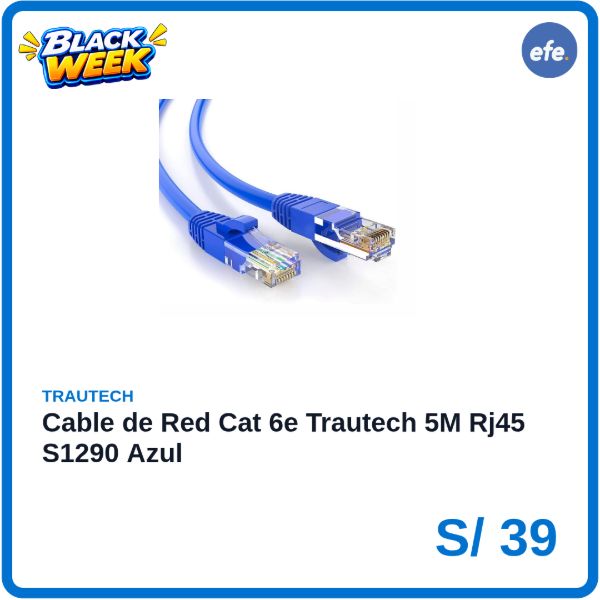 BLACK
WEEK
efe.
TRAUTECH
Cable de Red Cat 6e Trautech 5M Rj45
S1290 Azul
S/ 39